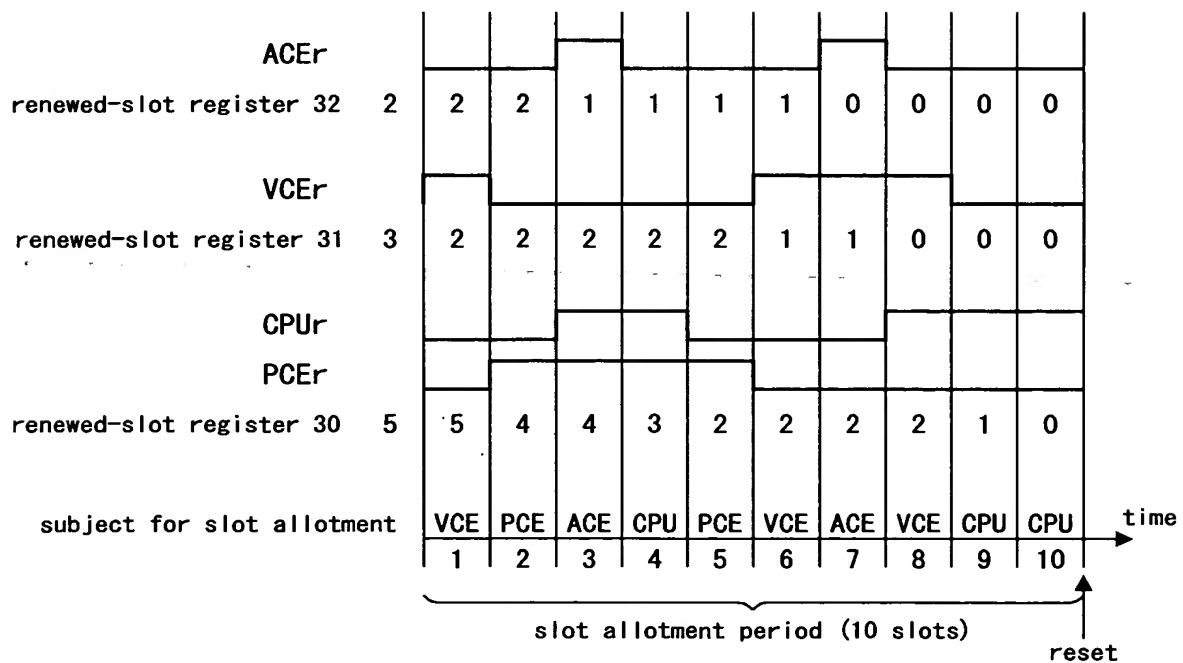 ACEr
renewed-slot register 32 2 2 2 1 1 1 1 0 0 0 0
VCEr
renewed-slot register 31 3 2 2 2 2 2 1 1 0 0 0
CPUr
PCEr
renewed-slot register 30 5 5 4 4 3 2 2 2 2 1 0
subject for slot allotment VCE PCE ACE CPU PCE VCE ACE VCE CPU CPU time
1 2 3 4 5 6 7 8 9 10
slot allotment period (10 slots)
reset